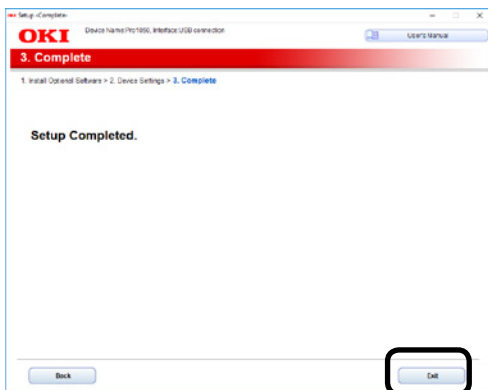 Setup <Complete>
OKI
Device Name:Pro1050, Interface:USB connection
User's Manual
3. Complete
1. Install Optional Software > 2. Device Settings > 3. Complete
Setup Completed.
Back
Exit